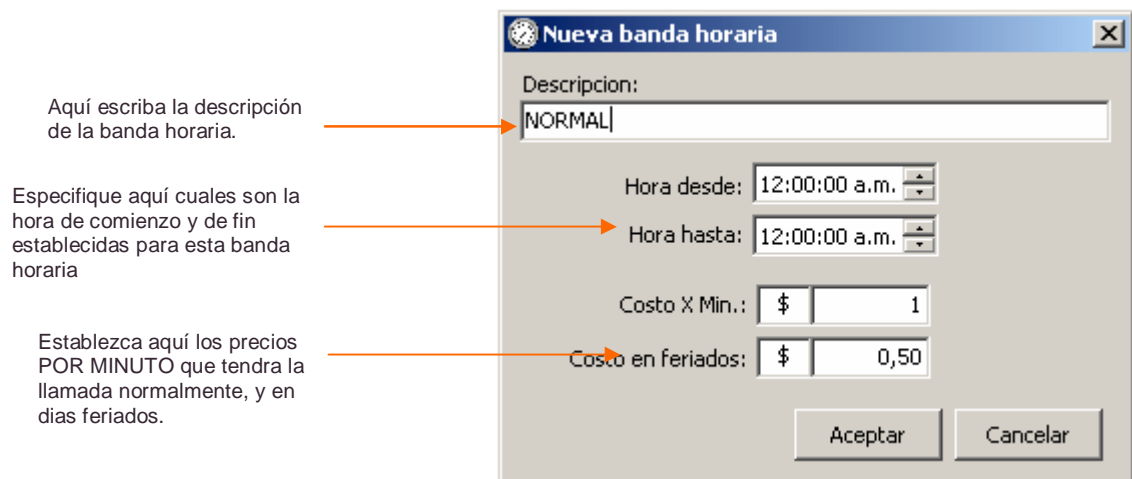 Nueva banda horaria
Descripcion:
NORMAL
Aquí escriba la descripción
de la banda horaria.
Hora desde: 12:00:00 a.m.
Hora hasta: 12:00:00 a.m.
Especifique aquí cuales son la
hora de comienzo y de fin
establecidas para esta banda
horaria
Costo X Min.: $ 1
Costo en feriados: $ 0,50
Establezca aquí los precios
POR MINUTO que tendra la
llamada normalmente, y en
dias feriados.
Aceptar Cancelar